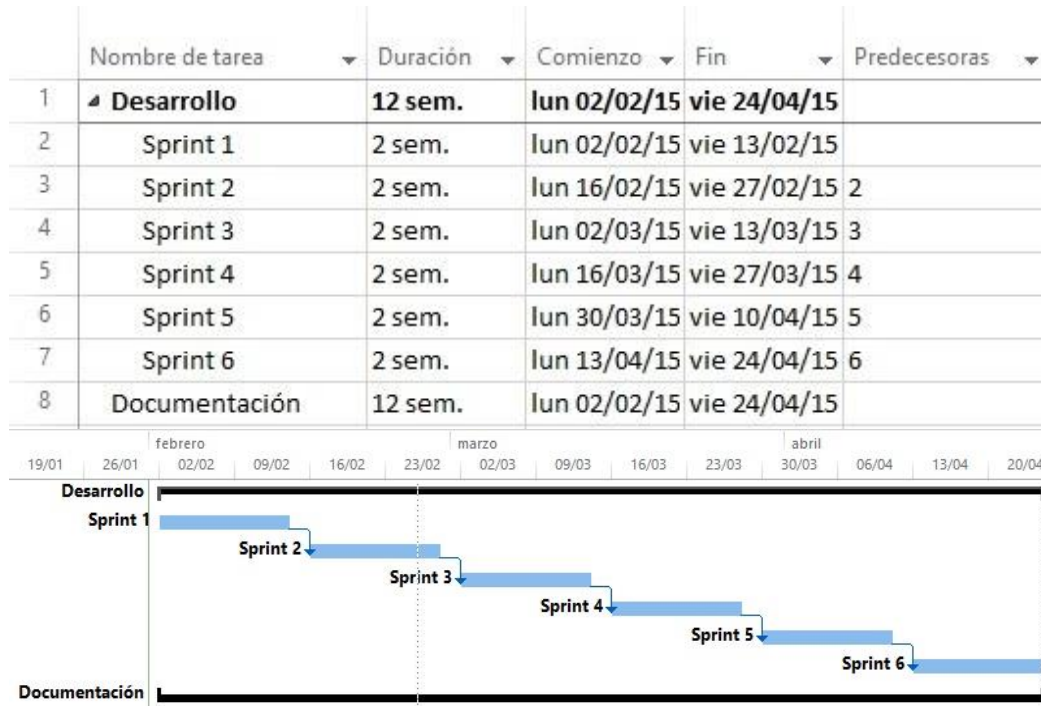 Nombre de tarea Duración Comienzo Fin Predecesoras
1 Desarrollo 12 sem. lun 02/02/15 vie 24/04/15
2 Sprint 1 2 sem. lun 02/02/15 vie 13/02/15
3 Sprint 2 2 sem. lun 16/02/15 vie 27/02/15 2
4 Sprint 3 2 sem. lun 02/03/15 vie 13/03/15 3
5 Sprint 4 2 sem. lun 16/03/15 vie 27/03/15 4
6 Sprint 5 2 sem. lun 30/03/15 vie 10/04/15 5
7 Sprint 6 2 sem. lun 13/04/15 vie 24/04/15 6
8 Documentación 12 sem. lun 02/02/15 vie 24/04/15
febrero marzo abril
19/01 26/01 02/02 09/02 16/02 23/02 02/03 09/03 16/03 23/03 30/03 06/04 13/04 20/04
Desarrollo
Sprint 1
Sprint 2
Sprint 3
Sprint 4
Sprint 5
Sprint 6
Documentación